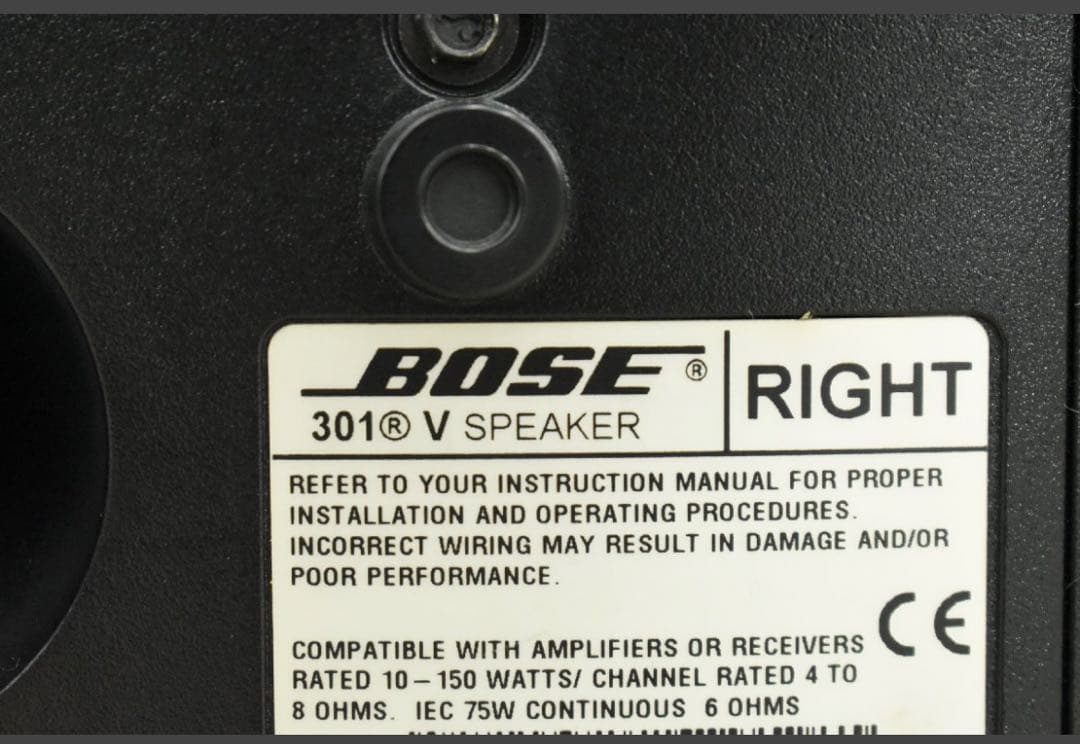 BOSE®
301® V SPEAKER
RIGHT
REFER TO YOUR INSTRUCTION MANUAL FOR PROPER
INSTALLATION AND OPERATING PROCEDURES.
INCORRECT WIRING MAY RESULT IN DAMAGE AND/OR
POOR PERFORMANCE.
CE
COMPATIBLE WITH AMPLIFIERS OR RECEIVERS
RATED 10–150 WATTS/ CHANNEL RATED 4 TO
8 OHMS. IEC 75W CONTINUOUS 6 OHMS